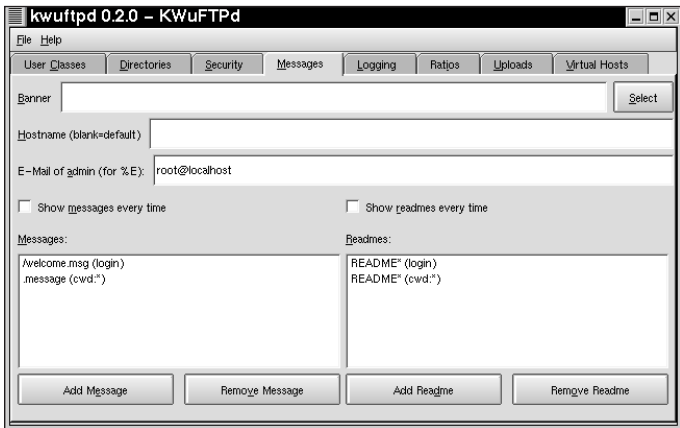 kwuftpd 0.2.0 – KWuFTPd
File Help
User Classes Directories Security Messages Logging Ratios Uploads Virtual Hosts
Banner Select
Hostname (blank=default)
E-Mail of admin (for %E): root@localhost
Show messages every time Show readmes every time
Messages: Readmes:
/welcome.msg (login) README* (login)
.message (cwd:*) README* (cwd:*)
Add Message Remove Message Add Readme Remove Readme